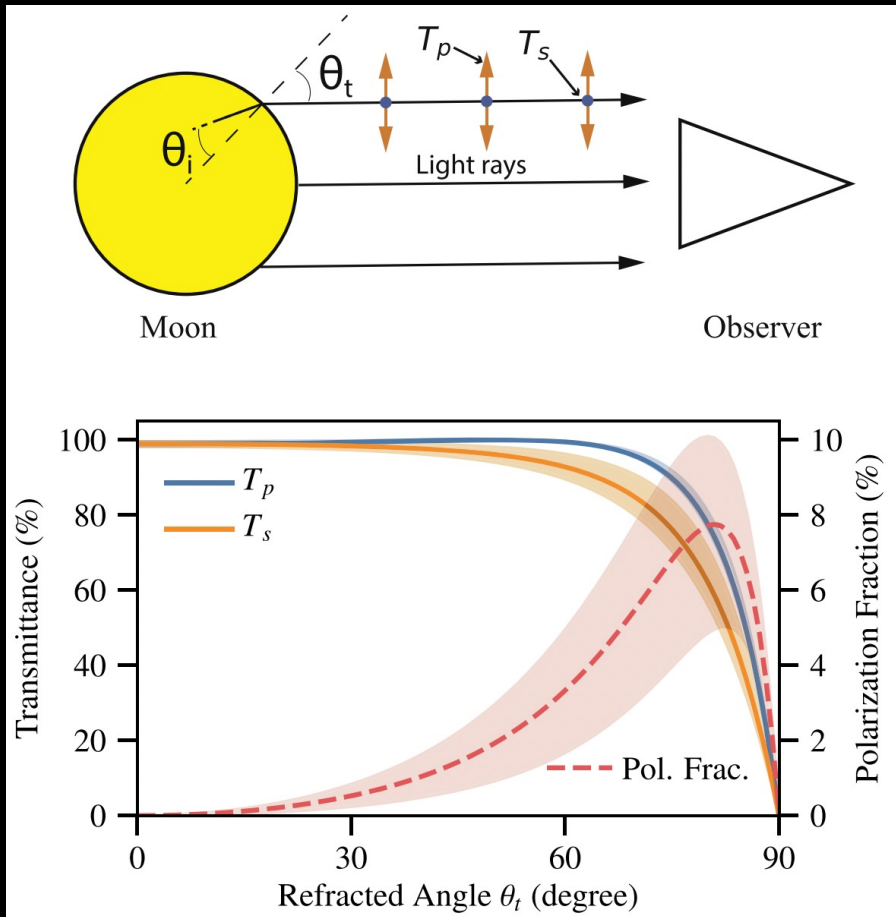 T_p
T_s
θ_t
θ_i
Light rays
Moon
Observer
100
80
60
40
20
0
Transmittance (%)
T_p
T_s
Pol. Frac.
10
8
6
4
2
0
Polarization Fraction (%)
0
30
60
90
Refracted Angle θ_t (degree)